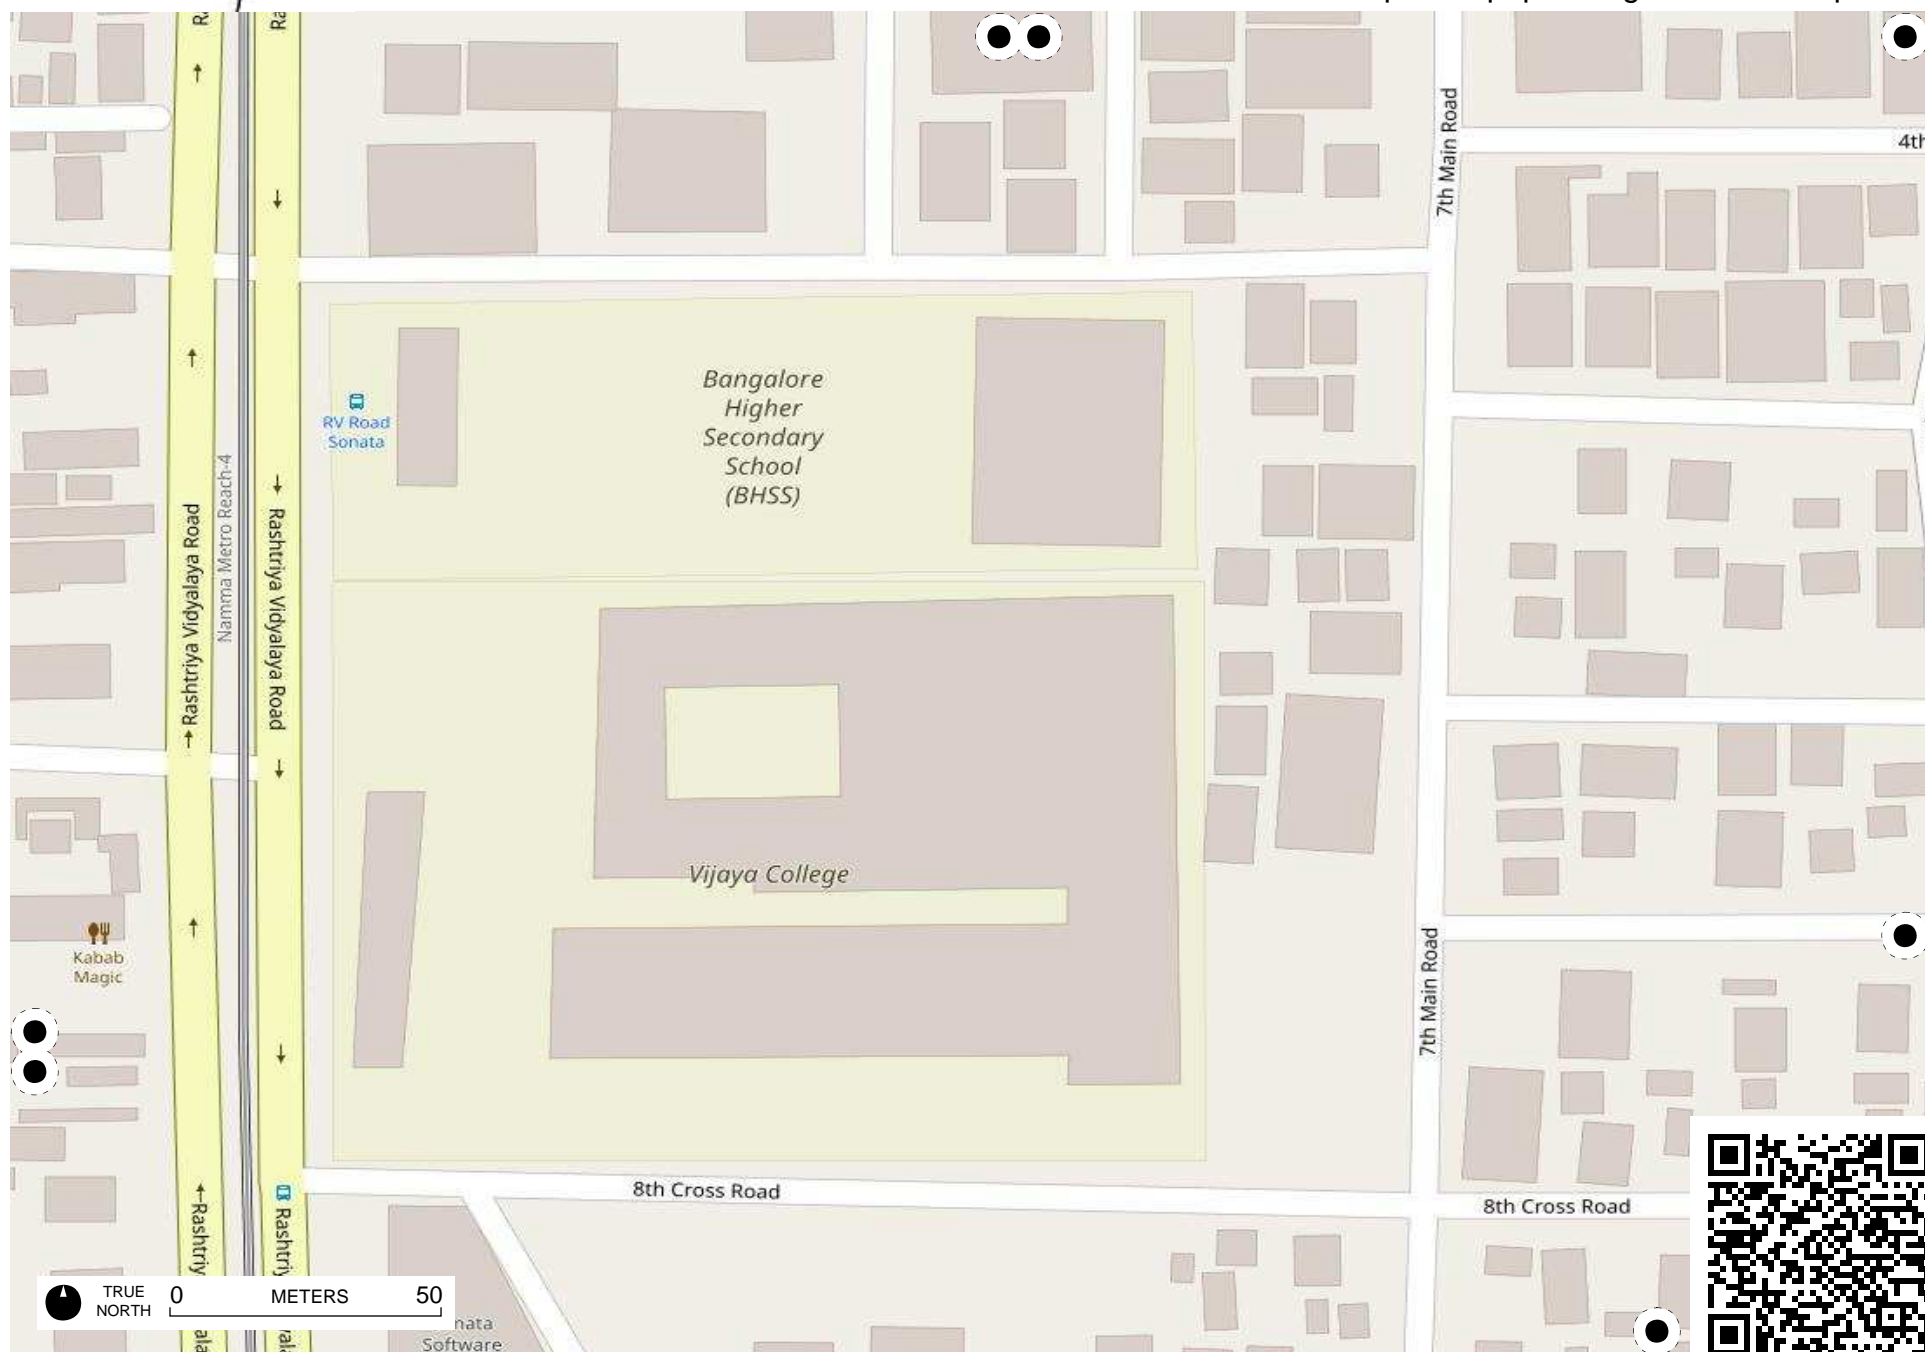 7th Main Road
4th
RV Road
Sonata
Bangalore
Higher
Secondary
School
(BHSS)
Rashtriya Vidyalaya Road
Namma Metro Reach-4
Rashtriya Vidyalaya Road
Vijaya College
Kabab
Magic
7th Main Road
8th Cross Road
8th Cross Road
Rashtriy
Rashtriy
TRUE
NORTH
0 METERS 50
nata
Software